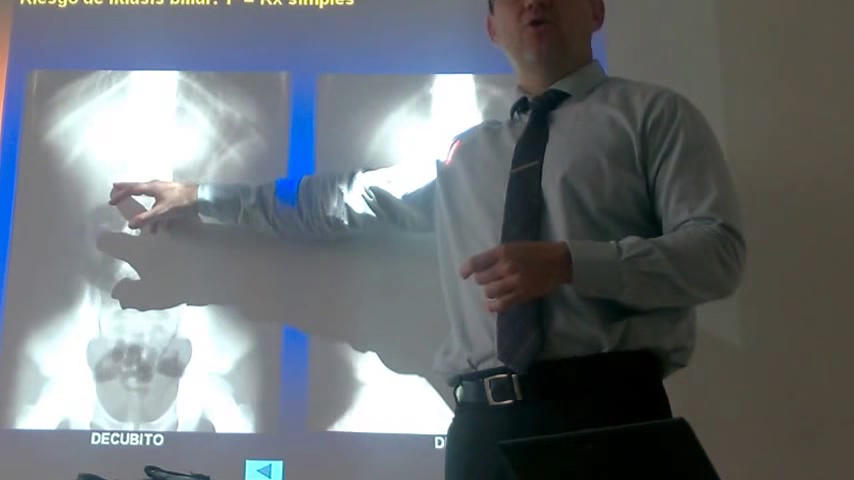 Riesgo de litiasis biliar: 1º = Rx simples
DECUBITO